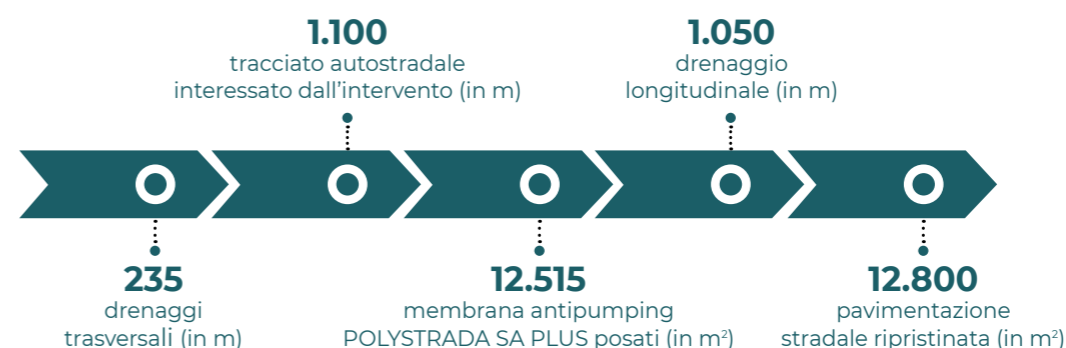 1.100
tracciato autostradale
interessato dall'intervento (in m)
1.050
drenaggio
longitudinale (in m)
235
drenaggi
trasversali (in m)
12.515
membrana antipumping
POLYSTRADA SA PLUS posati (in m²)
12.800
pavimentazione
stradale ripristinata (in m²)